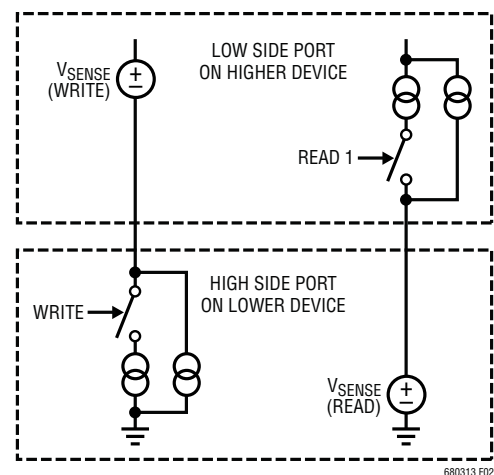 LOW SIDE PORT
ON HIGHER DEVICE
VSENSE
(WRITE)
+
−
READ 1
HIGH SIDE PORT
ON LOWER DEVICE
WRITE
VSENSE
(READ)
+
−
680313 F02